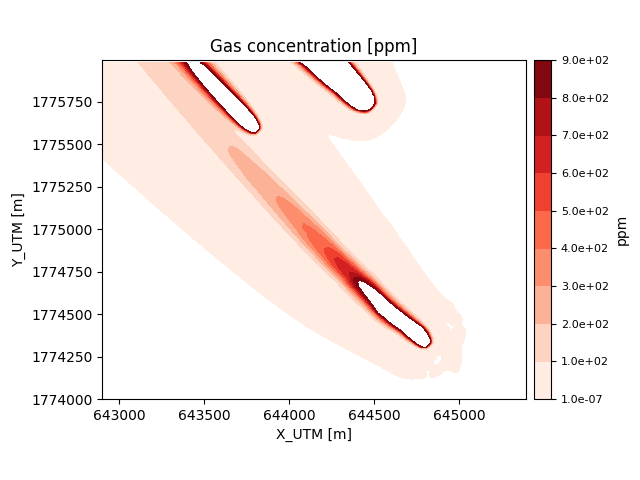 Gas concentration [ppm]
1775750
1775500
1775250
1775000
1774750
1774500
1774250
1774000
Y_UTM [m]
643000 643500 644000 644500 645000
X_UTM [m]
9.0e+02
8.0e+02
7.0e+02
6.0e+02
5.0e+02
4.0e+02
3.0e+02
2.0e+02
1.0e+02
1.0e-07
ppm